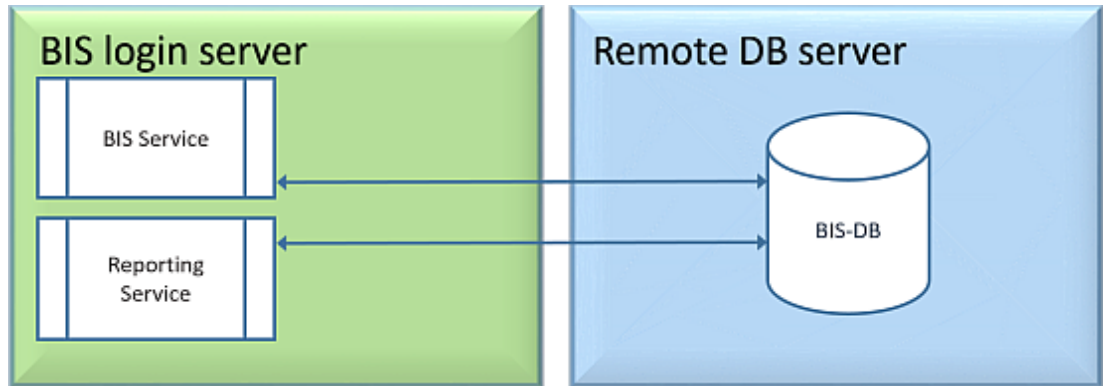 BIS login server
BIS Service
Reporting
Service
Remote DB server
BIS-DB